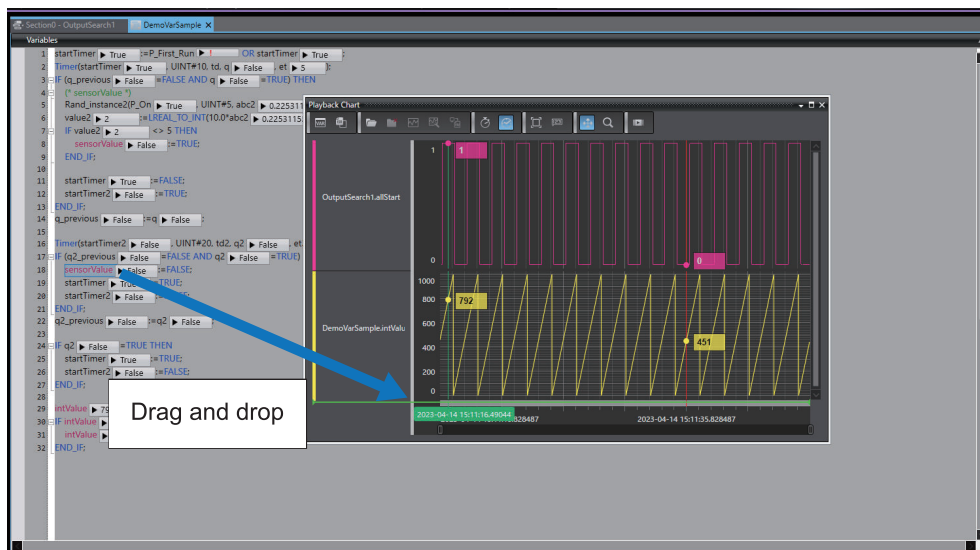 Section0 - OutputSearch1
DemoVarSample
Variables
1 startTimer True :=P_First_Run ! OR startTimer True ;
2 Timer(startTimer True , UINT#10, td, q False , et 5 );
3 IF (q_previous False =FALSE AND q False =TRUE) THEN
4 (* sensorValue *)
5 Rand_instance2(P_On True , UINT#5, abc2 0.225311
6 value2 2 :=LREAL_TO_INT(10.0*abc2 0.2253115
7 IF value2 2 <> 5 THEN
8 sensorValue False :=TRUE;
9 END_IF;
10
11 startTimer True :=FALSE;
12 startTimer2 False :=TRUE;
13 END_IF;
14 q_previous False :=q False ;
15
16 Timer(startTimer2 False , UINT#20, td2, q2 False , et
17 IF (q2_previous False =FALSE AND q2 False =TRUE)
18 sensorValue False :=FALSE;
19 startTimer True :=TRUE;
20 startTimer2 False :=FALSE;
21 END_IF;
22 q2_previous False :=q2 False ;
23
24 IF q2 False =TRUE THEN
25 startTimer True :=TRUE;
26 startTimer2 False :=FALSE;
27 END_IF;
28
29 intValue 79
30 IF intValue
31 intValue
32 END_IF;
Drag and drop
Playback Chart
OutputSearch1.allStart
1
0
1
0
DemoVarSample.intValu
1000
800
600
400
200
0
792
451
2023-04-14 15:11:16.49044
828487
2023-04-14 15:11:35.828487